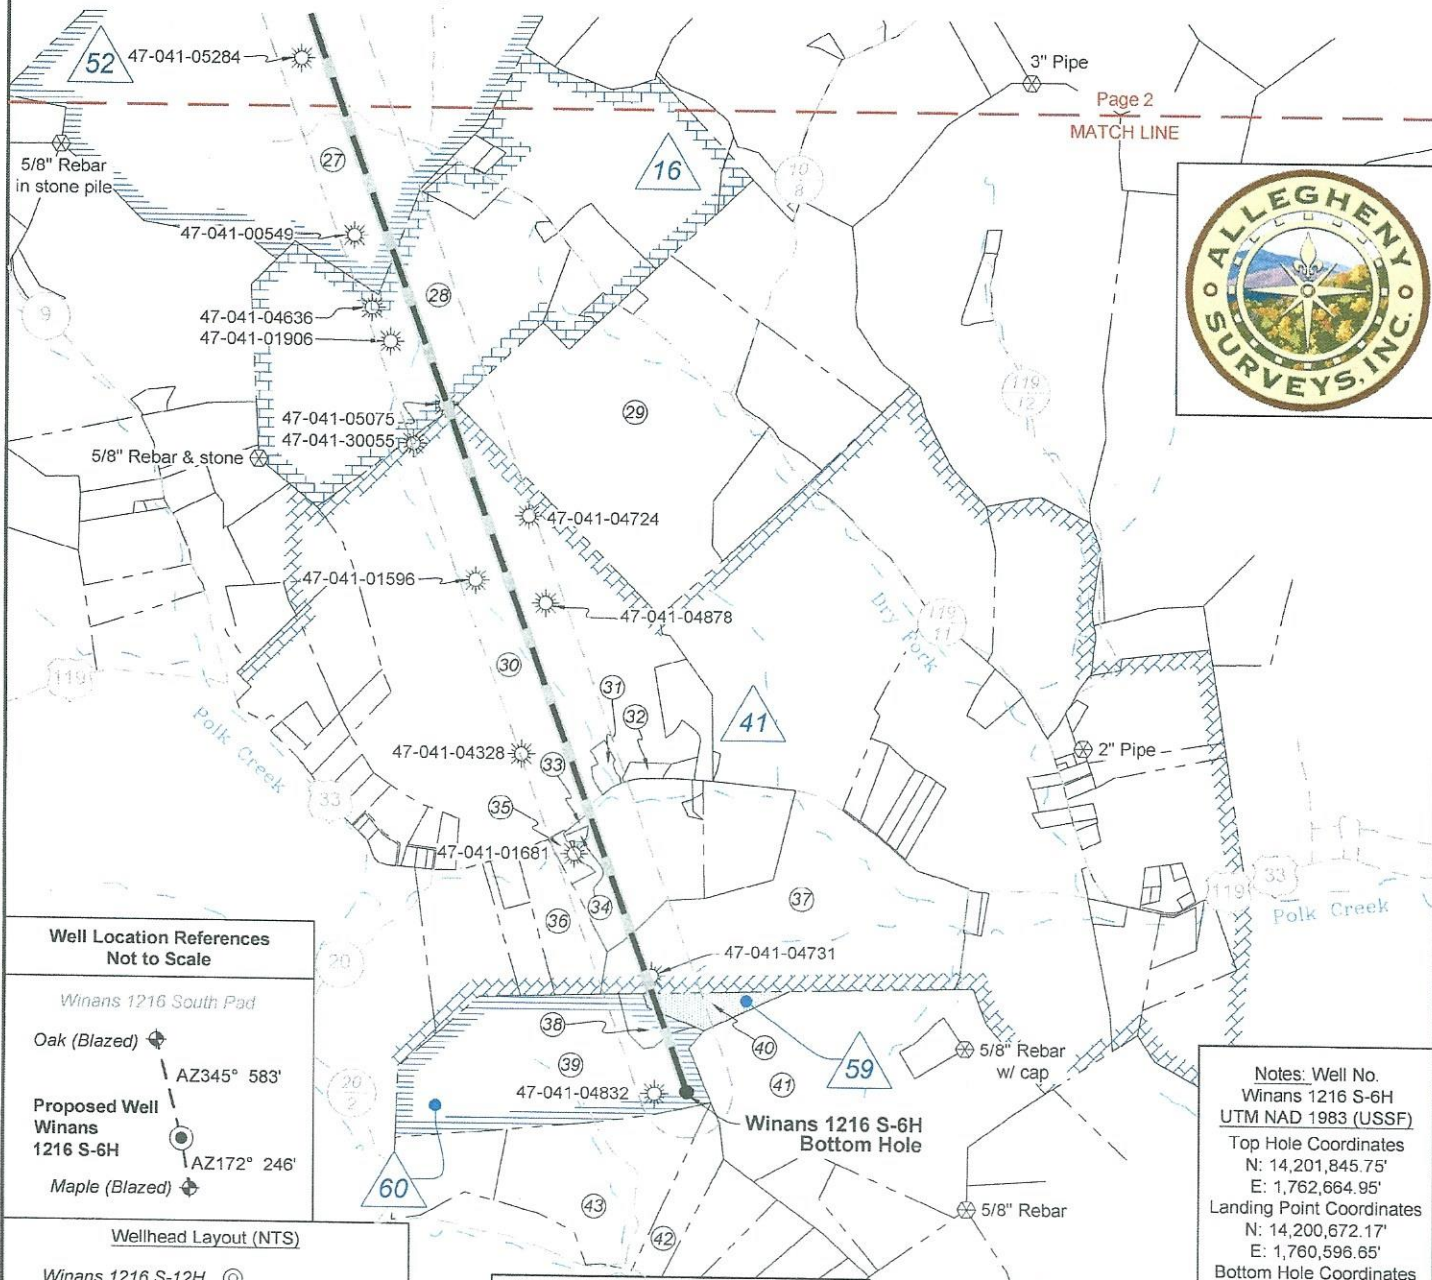 52
47-041-05284
3" Pipe
Page 2
MATCH LINE
5/8" Rebar
in stone pile
27
16
10
8
ALLEGHENY
SURVEYS, INC.
47-041-00549
28
9
47-041-04636
47-041-01906
119
12
29
47-041-05075
47-041-30055
5/8" Rebar & stone
47-041-04724
47-041-01596
47-041-04878
Dry Fork
119
11
30
119
31
32
41
Polk Creek
47-041-04328
33
2" Pipe
33
35
47-041-01681
34
36
37
119
33
Polk Creek
47-041-04731
20
Well Location References
Not to Scale
Winans 1216 South Pad
Oak (Blazed)
AZ345° 583'
Proposed Well
Winans
1216 S-6H
AZ172° 246'
Maple (Blazed)
38
39
40
59
41
5/8" Rebar
w/ cap
20
2
47-041-04832
Winans 1216 S-6H
Bottom Hole
60
43
42
5/8" Rebar
Notes: Well No.
Winans 1216 S-6H
UTM NAD 1983 (USSF)
Top Hole Coordinates
N: 14,201,845.75'
E: 1,762,664.95'
Landing Point Coordinates
N: 14,200,672.17'
E: 1,760,596.65'
Bottom Hole Coordinates
Wellhead Layout (NTS)
Winans 1216 S-12H